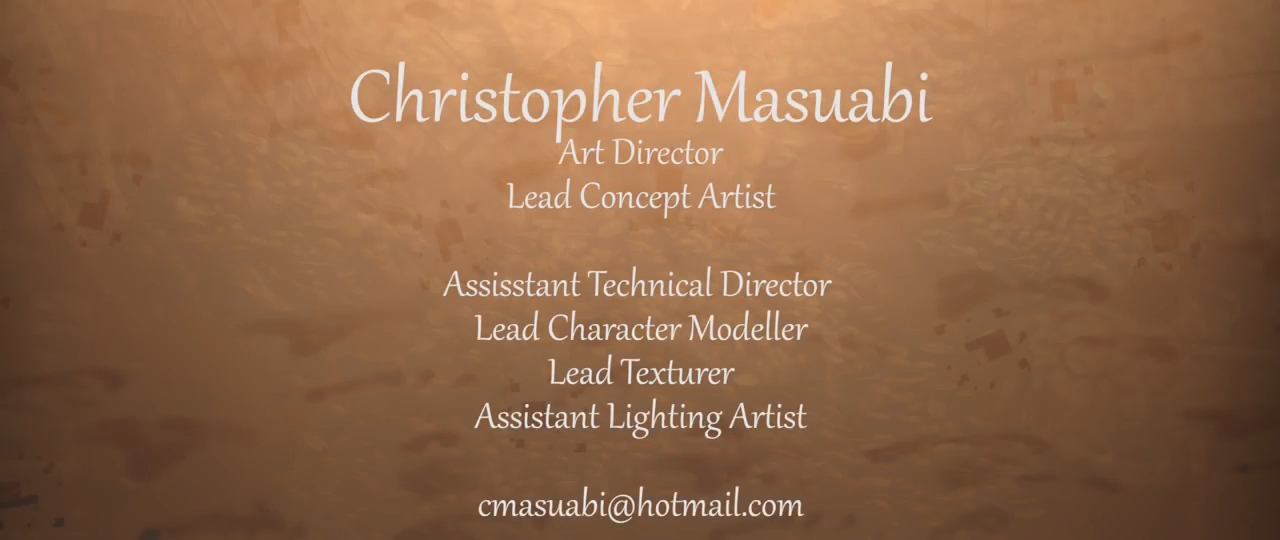 Christopher Masuabi
Art Director
Lead Concept Artist
Assisstant Technical Director
Lead Character Modeller
Lead Texturer
Assistant Lighting Artist
cmasuabi@hotmail.com